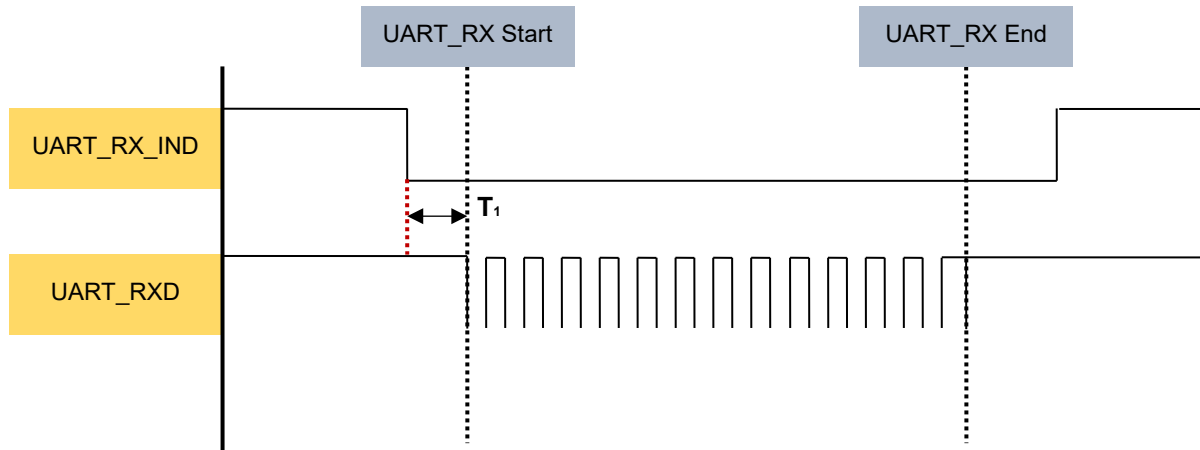 UART_RX Start
UART_RX End
UART_RX_IND
T₁
UART_RXD